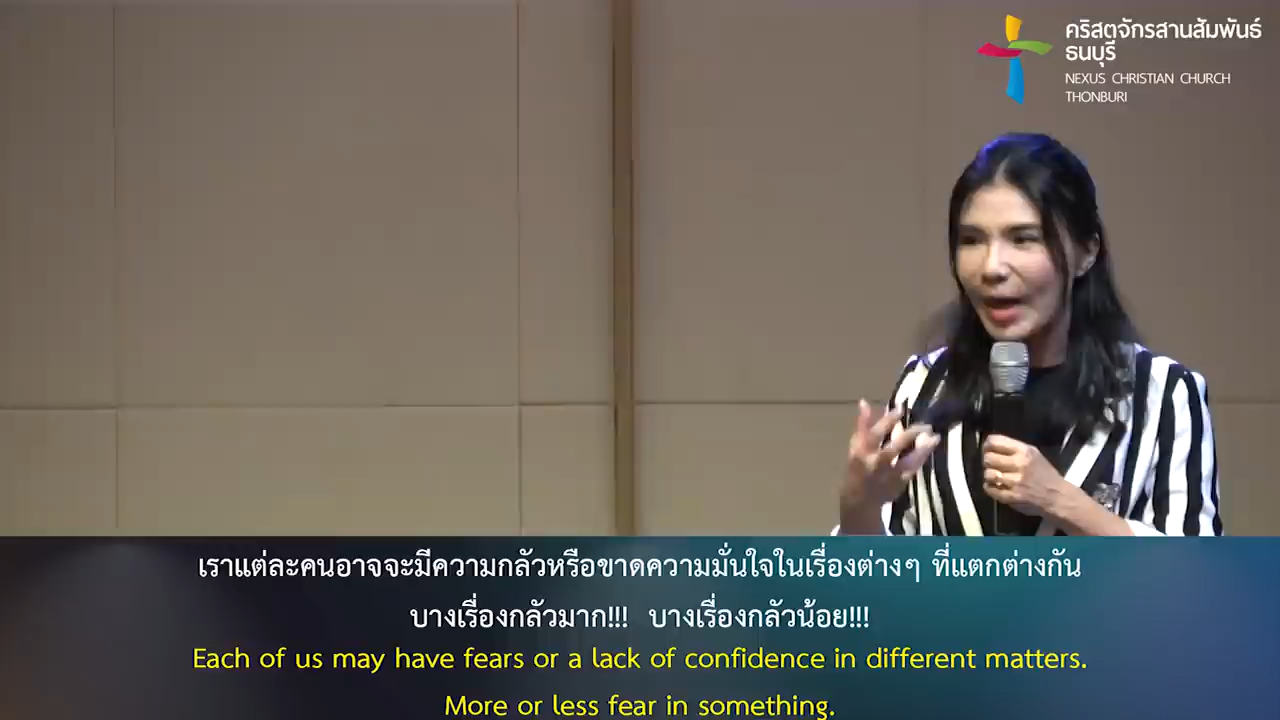 คริสตจักรสานสัมพันธ์
ธนบุรี
NEXUS CHRISTIAN CHURCH
THONBURI
เราแต่ละคนอาจจะมีความกลัวหรือขาดความมั่นใจในเรื่องต่างๆ ที่แตกต่างกัน
บางเรื่องกลัวมาก!!! บางเรื่องกลัวน้อย!!!
Each of us may have fears or a lack of confidence in different matters.
More or less fear in something.